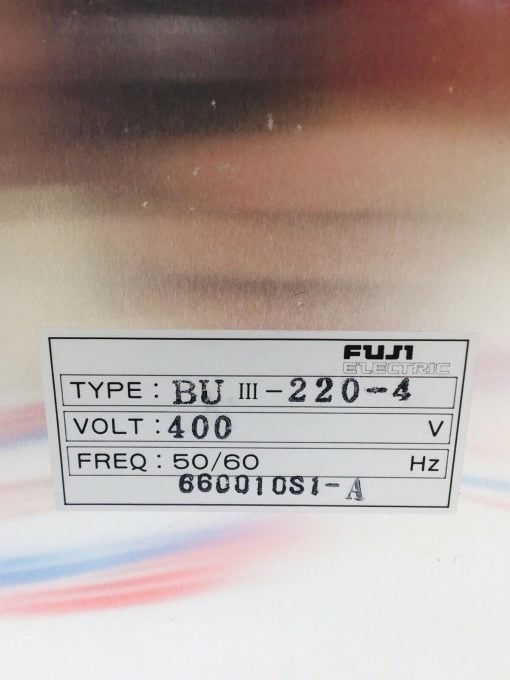 FUJI
ELECTRIC
TYPE : BU III-220-4
VOLT : 400 V
FREQ : 50/60 Hz
660010S1-A